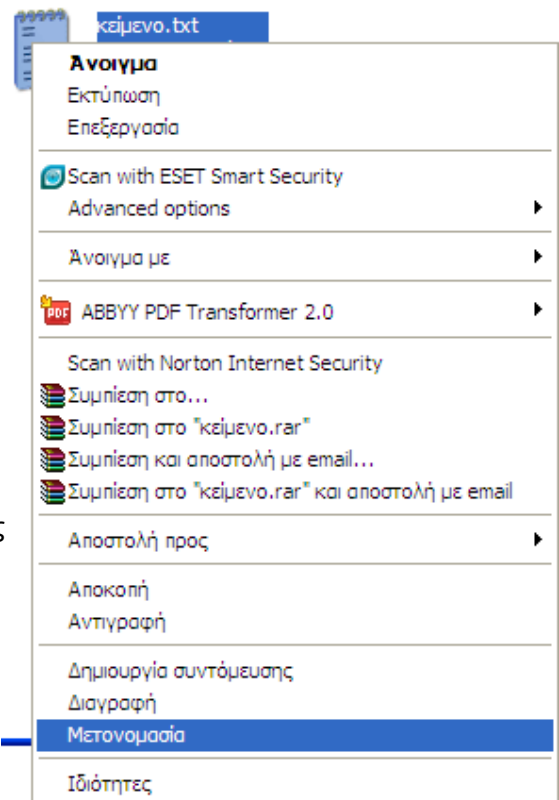 κείμενο.txt
Άνοιγμα
Εκτύπωση
Επεξεργασία
Scan with ESET Smart Security
Advanced options
Άνοιγμα με
PDF ABBYY PDF Transformer 2.0
Scan with Norton Internet Security
Συμπίεση στο...
Συμπίεση στο "κείμενο.rar"
Συμπίεση και αποστολή με email...
Συμπίεση στο "κείμενο.rar" και αποστολή με email
ς
Αποστολή προς
Αποκοπή
Αντιγραφή
Δημιουργία συντόμευσης
Διαγραφή
Μετονομασία
Ιδιότητες